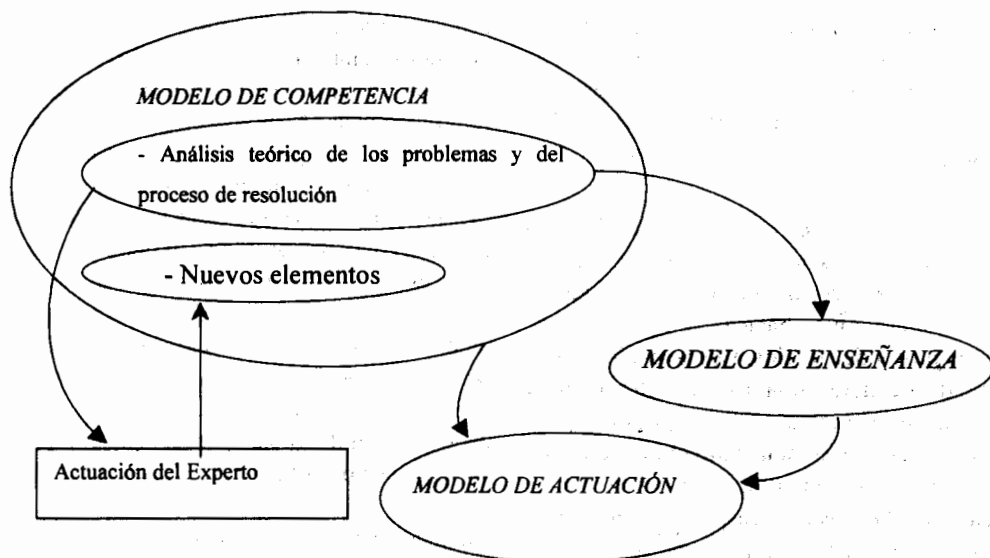 MODELO DE COMPETENCIA
- Análisis teórico de los problemas y del
proceso de resolución
- Nuevos elementos
MODELO DE ENSEÑANZA
Actuación del Experto
MODELO DE ACTUACIÓN